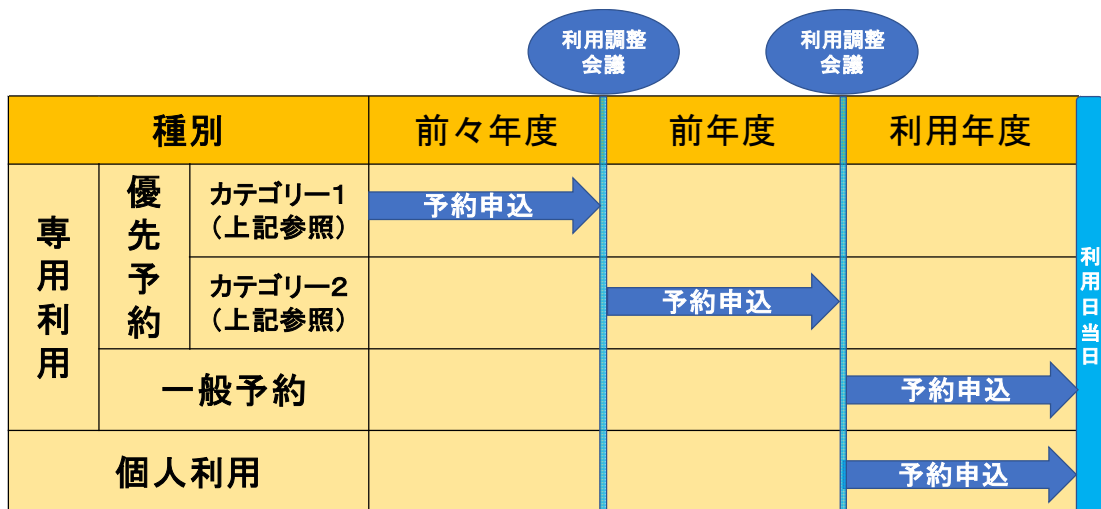 利用調整
会議
利用調整
会議
種別
前々年度
前年度
利用年度
専用利用
優先予約
カテゴリー1
（上記参照）
予約申込
カテゴリー2
（上記参照）
予約申込
一般予約
予約申込
個人利用
予約申込
利用日当日